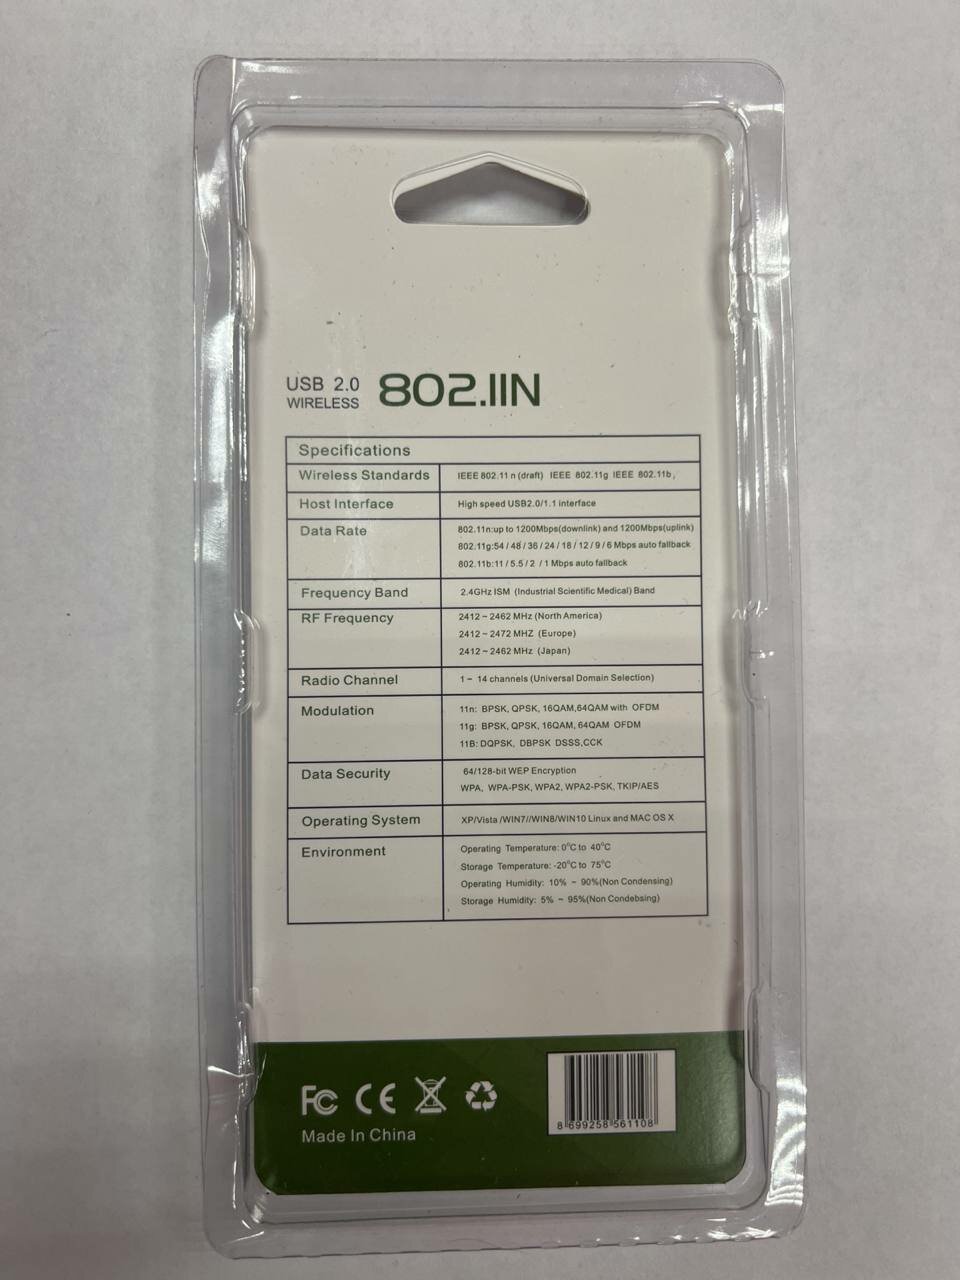 USB 2.0
WIRELESS
802.11N
Specifications
Wireless Standards IEEE 802.11 n (draft) IEEE 802.11g IEEE 802.11b ,
Host Interface High speed USB2.0/1.1 interface
Data Rate 802.11n:up to 1200Mbps(downlink) and 1200Mbps(uplink)
802.11g:54 / 48 / 36 / 24 / 18 / 12 / 9 / 6 Mbps auto fallback
802.11b:11 / 5.5 / 2 / 1 Mbps auto fallback
Frequency Band 2.4GHz ISM (Industrial Scientific Medical) Band
RF Frequency 2412 ~ 2462 MHz (North America)
2412 ~ 2472 MHZ (Europe)
2412 ~ 2462 MHz (Japan)
Radio Channel 1 ~ 14 channels (Universal Domain Selection)
Modulation 11n: BPSK, QPSK, 16QAM,64QAM with OFDM
11g: BPSK, QPSK, 16QAM, 64QAM OFDM
11B: DQPSK, DBPSK DSSS,CCK
Data Security 64/128-bit WEP Encryption
WPA, WPA-PSK, WPA2, WPA2-PSK, TKIP/AES
Operating System XP/Vista /WIN7//WIN8/WIN10 Linux and MAC OS X
Environment Operating Temperature: 0°C to 40°C
Storage Temperature: -20°C to 75°C
Operating Humidity: 10% ~ 90%(Non Condensing)
Storage Humidity: 5% ~ 95%(Non Condebsing)
FC CE
Made In China
8 699258 561108